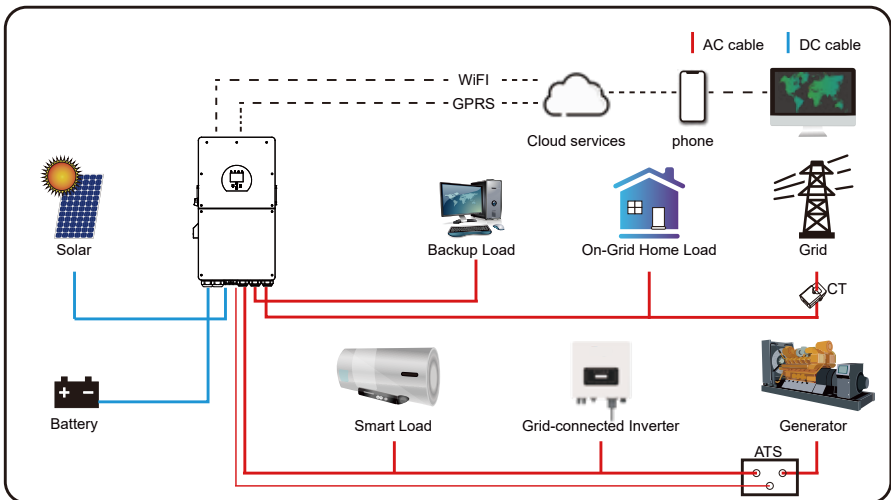 AC cable
DC cable
WiFI
GPRS
Cloud services
phone
Solar
Backup Load
On-Grid Home Load
Grid
CT
Battery
Smart Load
Grid-connected Inverter
Generator
ATS